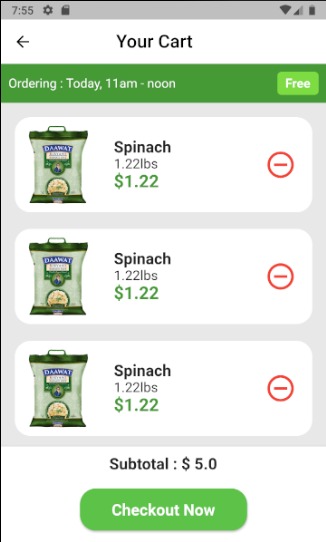 7:55
Your Cart
Ordering : Today, 11am - noon
Free
DAAWAT
Spinach
1.22lbs
$1.22
DAAWAT
Spinach
1.22lbs
$1.22
DAAWAT
Spinach
1.22lbs
$1.22
Subtotal : $ 5.0
Checkout Now